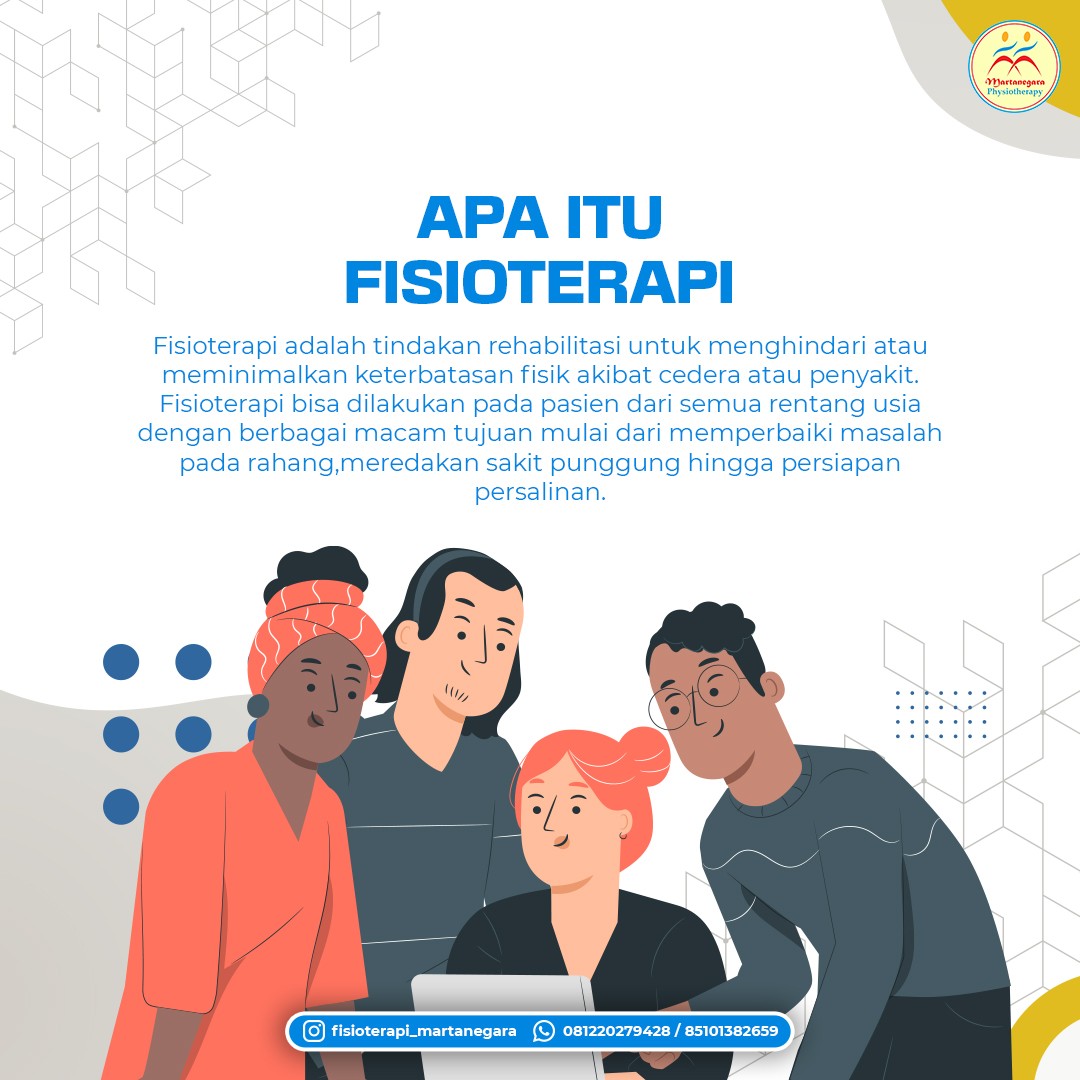 Martanegara
Physiotherapy
APA ITU
FISIOTERAPI
Fisioterapi adalah tindakan rehabilitasi untuk menghindari atau
meminimalkan keterbatasan fisik akibat cedera atau penyakit.
Fisioterapi bisa dilakukan pada pasien dari semua rentang usia
dengan berbagai macam tujuan mulai dari memperbaiki masalah
pada rahang,meredakan sakit punggung hingga persiapan
persalinan.
fisioterapi_martanegara 081220279428 / 85101382659